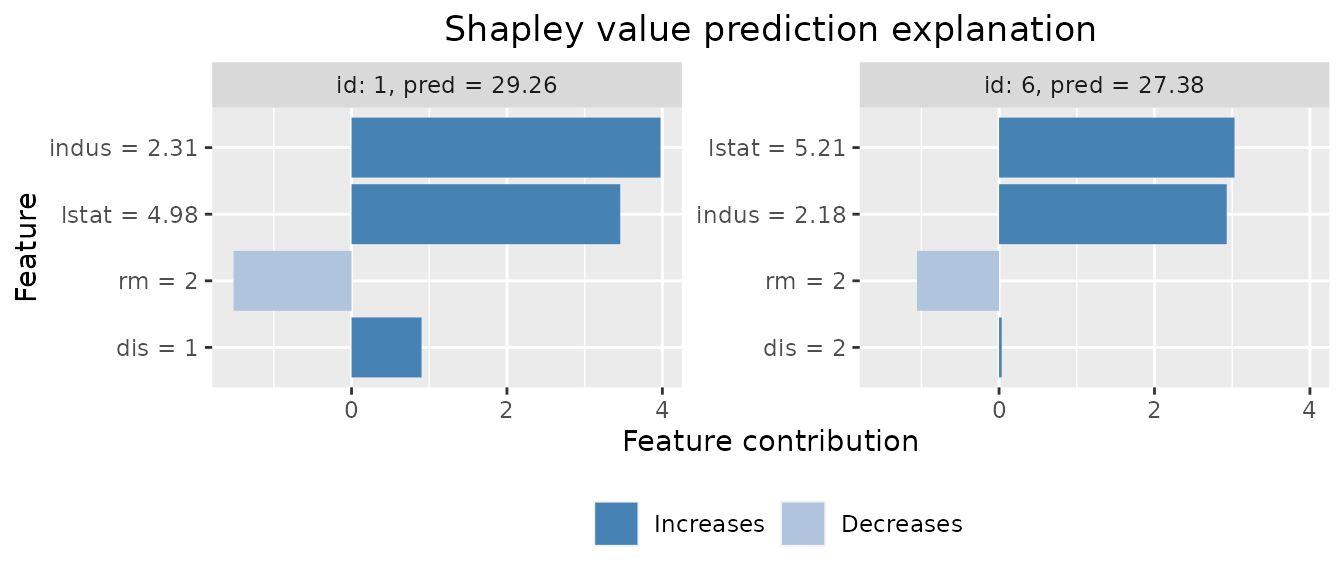 Shapley value prediction explanation
id: 1, pred = 29.26
id: 6, pred = 27.38
Feature
indus = 2.31
lstat = 4.98
rm = 2
dis = 1
lstat = 5.21
indus = 2.18
rm = 2
dis = 2
0 2 4
0 2 4
Feature contribution
Increases Decreases